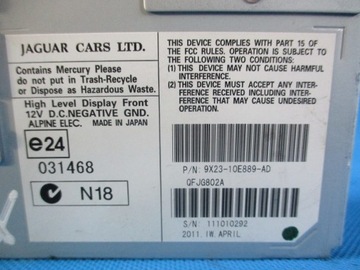 JAGUAR CARS LTD.
Contains Mercury Please
do not put in Trash-Recycle
or Dispose as Hazardous Waste.
High Level Display Front
12V D.C.NEGATIVE GND.
ALPINE ELEC. MADE IN JAPAN
e24
031468
N18
THIS DEVICE COMPLIES WITH PART 15 OF
THE FCC RULES. OPERATION IS SUBJECT TO
THE FOLLOWING TWO CONDITIONS:
(1) THIS DEVICE MAY NOT CAUSE HARMFUL
INTERFERENCE.
(2) THIS DEVICE MUST ACCEPT ANY INTER-
FERENCE RECEIVED INCLUDING INTER-
FERENCE THAT MAY CAUSE UNDESIRED
OPERATION.
P/N: 9X23-10E889-AD
QFJG802A
S/N: 111010292
2011.IW.APRIL